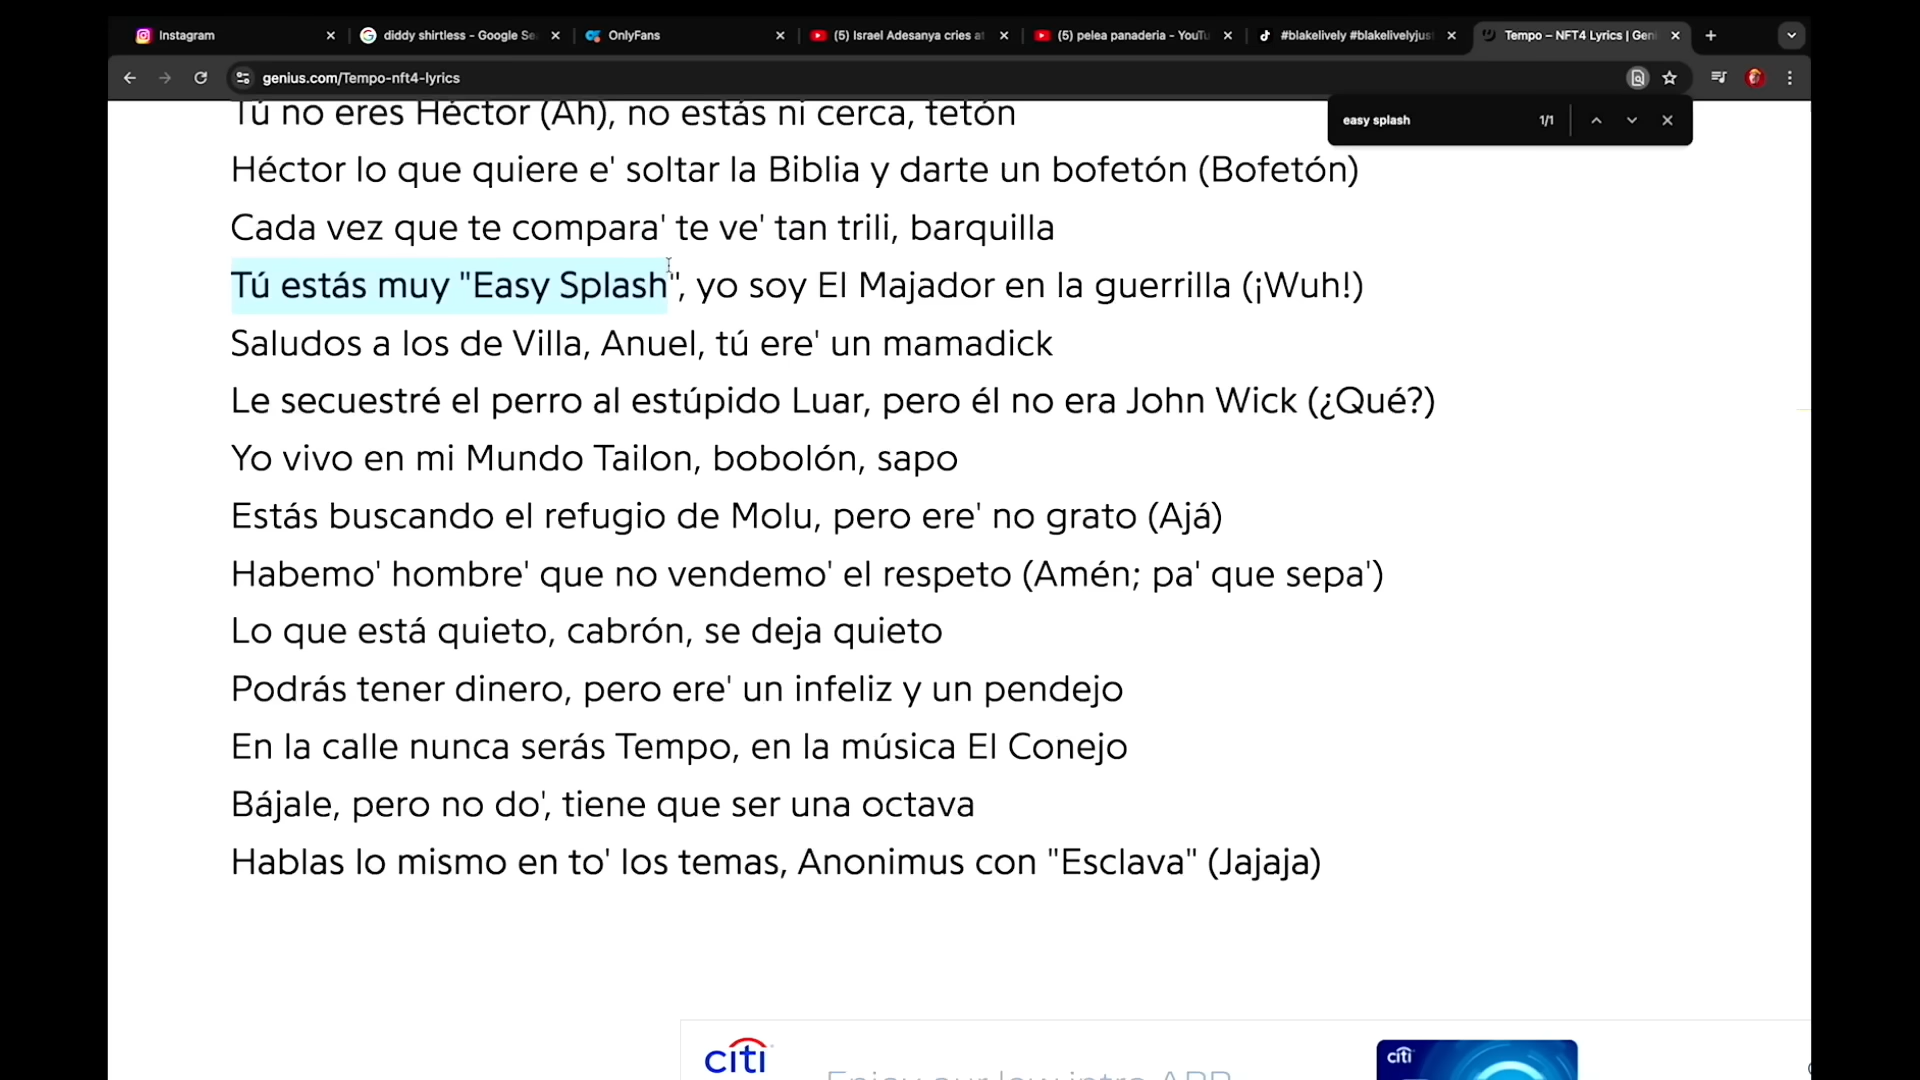 Instagram
diddy shirtless - Google Se
OnlyFans
(5) Israel Adesanya cries at
(5) pelea panaderia - YouTu
#blakelively #blakelivelyjus
Tempo – NFT4 Lyrics | Geni
genius.com/Tempo-nft4-lyrics
easy splash 1/1
Tú no eres Héctor (Ah), no estás ni cerca, tetón
Héctor lo que quiere e' soltar la Biblia y darte un bofetón (Bofetón)
Cada vez que te compara' te ve' tan trili, barquilla
Tú estás muy "Easy Splash", yo soy El Majador en la guerrilla (¡Wuh!)
Saludos a los de Villa, Anuel, tú ere' un mamadick
Le secuestré el perro al estúpido Luar, pero él no era John Wick (¿Qué?)
Yo vivo en mi Mundo Tailon, bobolón, sapo
Estás buscando el refugio de Molu, pero ere' no grato (Ajá)
Habemo' hombre' que no vendemo' el respeto (Amén; pa' que sepa')
Lo que está quieto, cabrón, se deja quieto
Podrás tener dinero, pero ere' un infeliz y un pendejo
En la calle nunca serás Tempo, en la música El Conejo
Bájale, pero no do', tiene que ser una octava
Hablas lo mismo en to' los temas, Anonimus con "Esclava" (Jajaja)
citi
Enjoy our low intro APR
citi